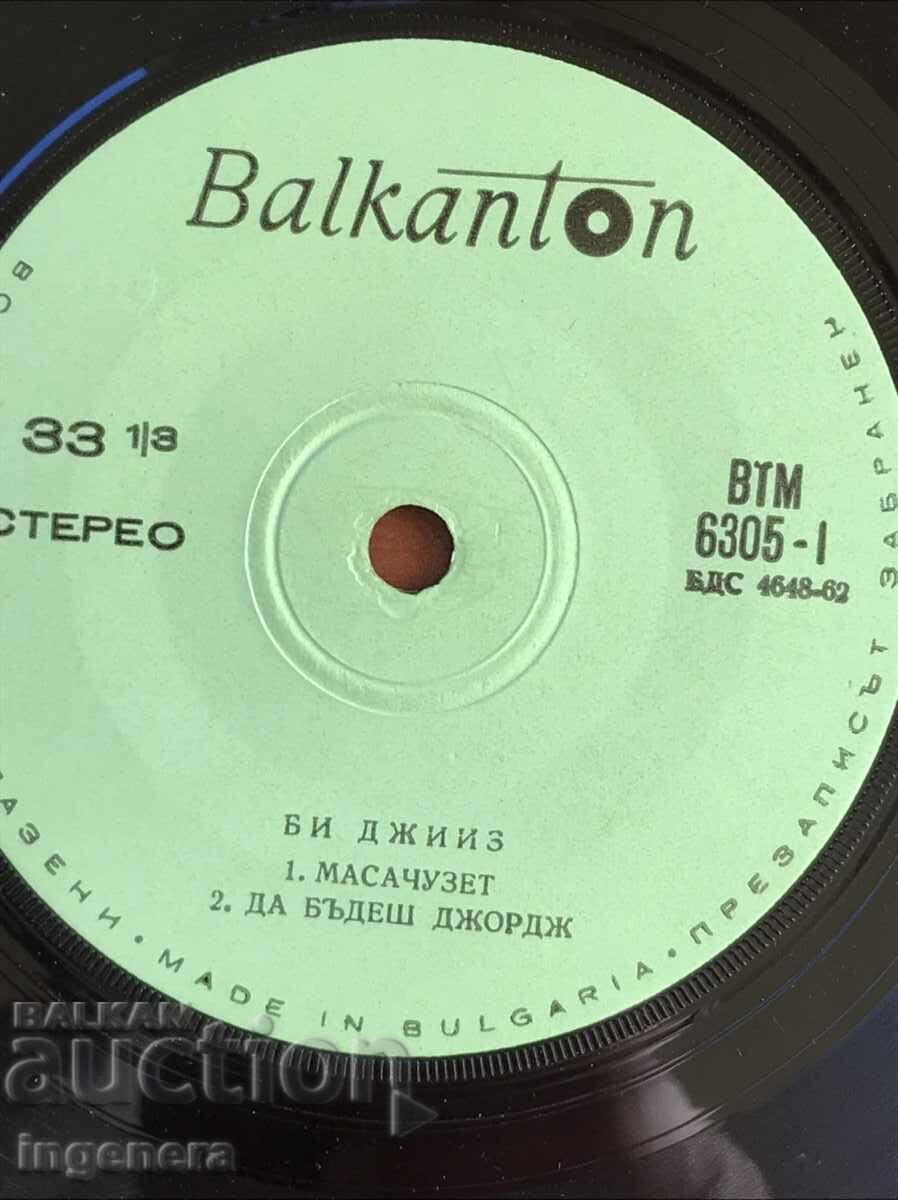 Balkanton
33 1/3
СТЕРЕО
ВТМ
6305-I
БДС 4648-62
БИ ДЖИИЗ
1. МАСАЧУЗЕТ
2. ДА БЪДЕШ ДЖОРДЖ
MADE IN BULGARIA • ПРЕЗАПИСЪТ ЗАБРАНЕН
BALKAN
auction
ingenera